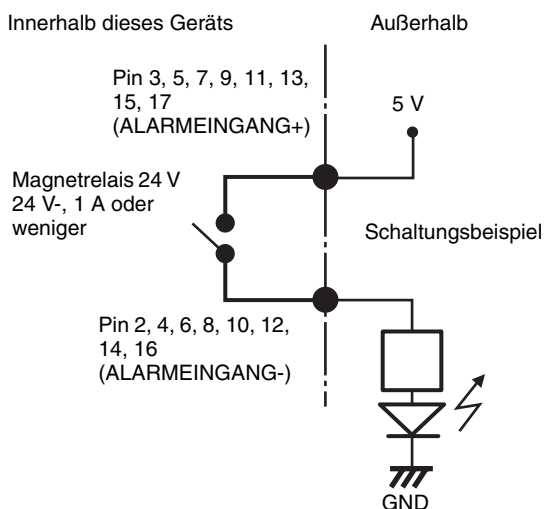 Innerhalb dieses Geräts
Außerhalb
Pin 3, 5, 7, 9, 11, 13,
15, 17
(ALARMEINGANG+)
5 V
Magnetrelais 24 V
24 V-, 1 A oder
weniger
Schaltungsbeispiel
Pin 2, 4, 6, 8, 10, 12,
14, 16
(ALARMEINGANG-)
GND